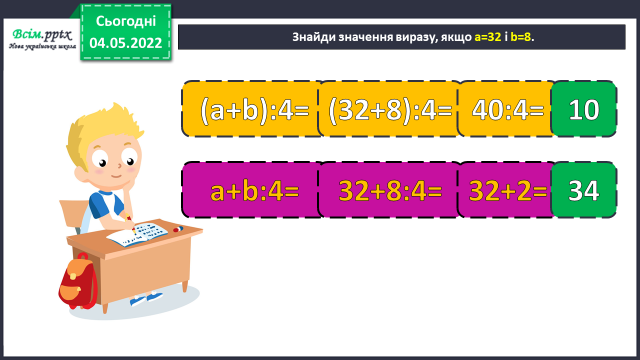 Всім.pptx
Нова українська школа
Сьогодні
04.05.2022
Знайди значення виразу, якщо a=32 і b=8.
(a+b):4= (32+8):4= 40:4= 10
a+b:4= 32+8:4= 32+2= 34